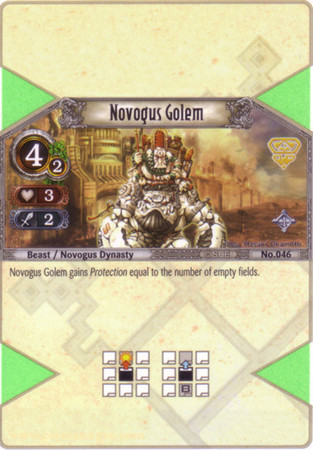 Novogus Golem
4
2
3
2
Beast / Novogus Dynasty
No.046
Novogus Golem gains Protection equal to the number of empty fields.